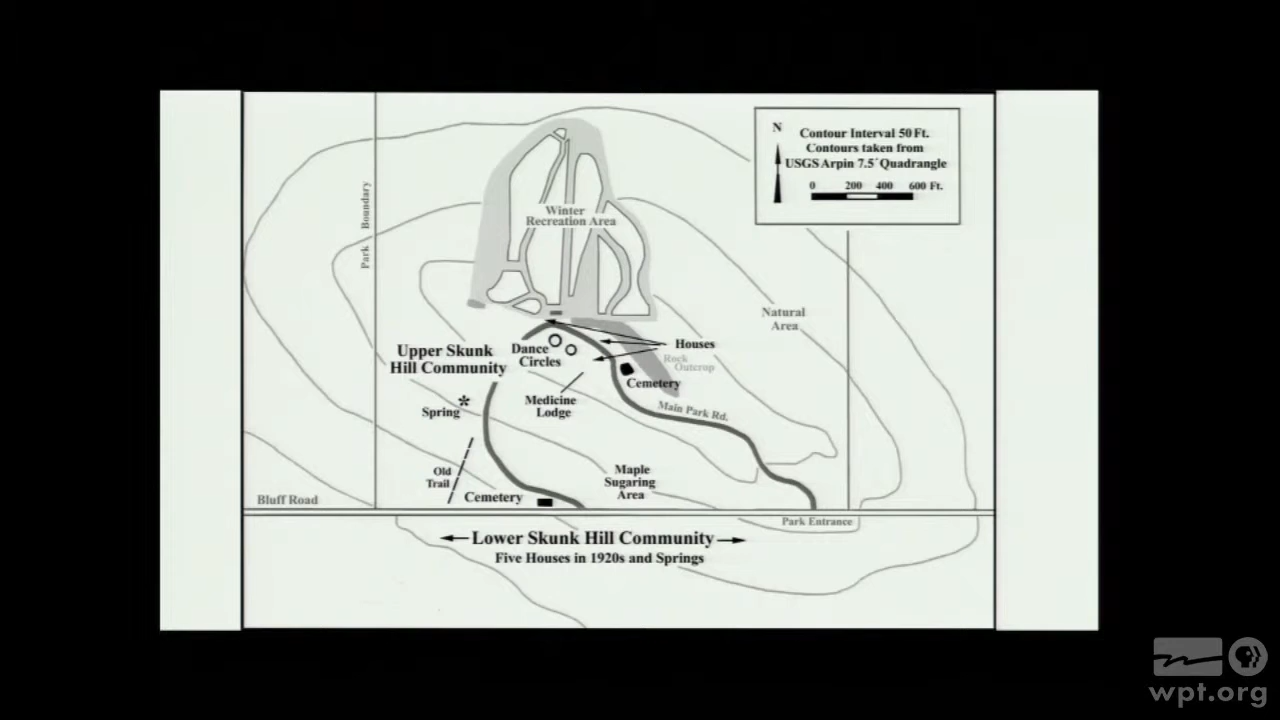 N
Contour Interval 50 Ft.
Contours taken from
USGS Arpin 7.5´ Quadrangle
0 200 400 600 Ft.
Park Boundary
Winter
Recreation Area
Natural
Area
Houses
Rock
Outcrop
Upper Skunk
Hill Community
Dance
Circles
Cemetery
Medicine
Lodge
Spring
Main Park Rd.
Old
Trail
Maple
Sugaring
Area
Cemetery
Bluff Road
Park Entrance
Lower Skunk Hill Community
Five Houses in 1920s and Springs
wpt.org